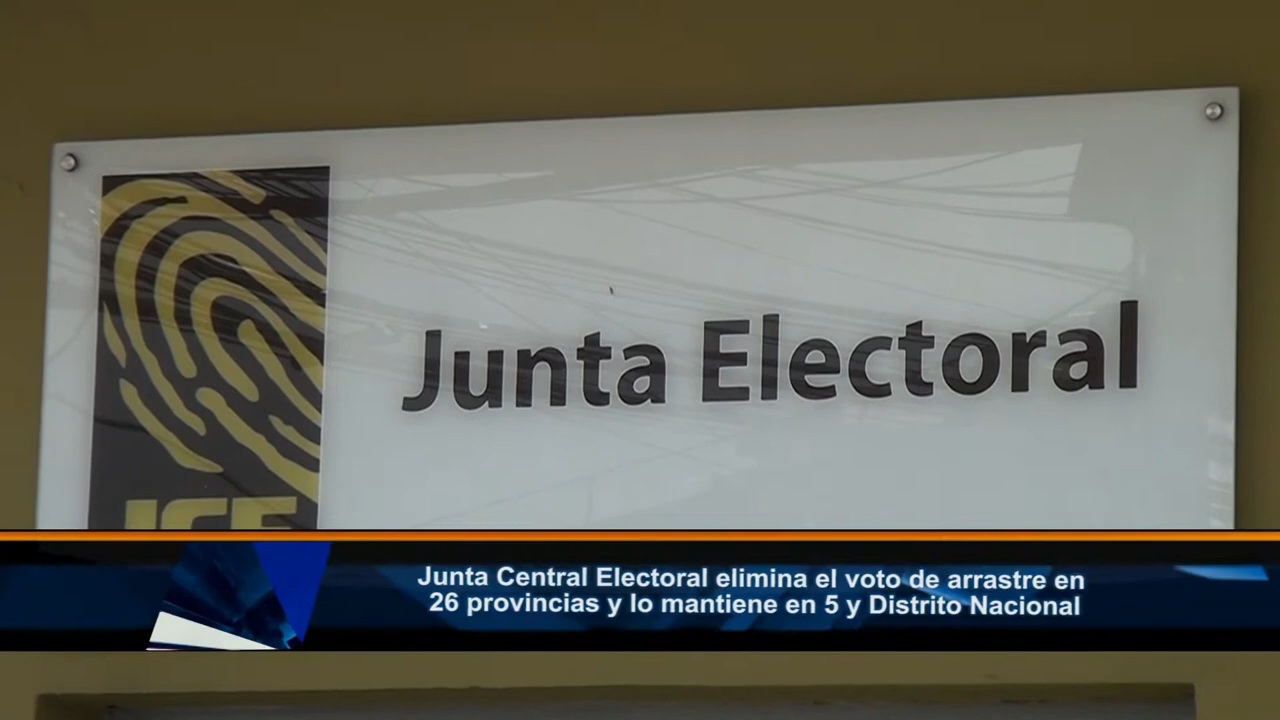 Junta Electoral
JCE
Junta Central Electoral elimina el voto de arrastre en
26 provincias y lo mantiene en 5 y Distrito Nacional